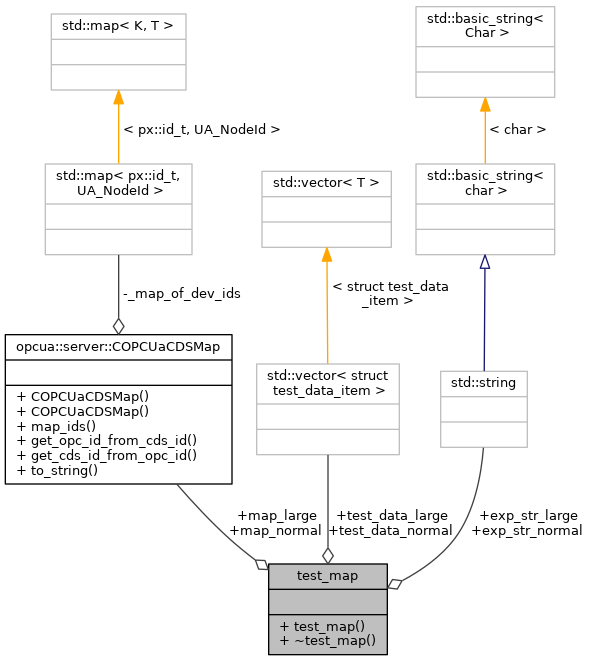 std::map< K, T >
std::basic_string<
Char >
< px::id_t, UA_NodeId >
< char >
std::map< px::id_t,
UA_NodeId >
std::vector< T >
std::basic_string<
char >
-_map_of_dev_ids
< struct test_data
_item >
opcua::server::COPCUaCDSMap
+ COPCUaCDSMap()
+ COPCUaCDSMap()
+ map_ids()
+ get_opc_id_from_cds_id()
+ get_cds_id_from_opc_id()
+ to_string()
std::vector< struct
test_data_item >
std::string
+map_large
+map_normal
+test_data_large
+test_data_normal
+exp_str_large
+exp_str_normal
test_map
+ test_map()
+ ~test_map()